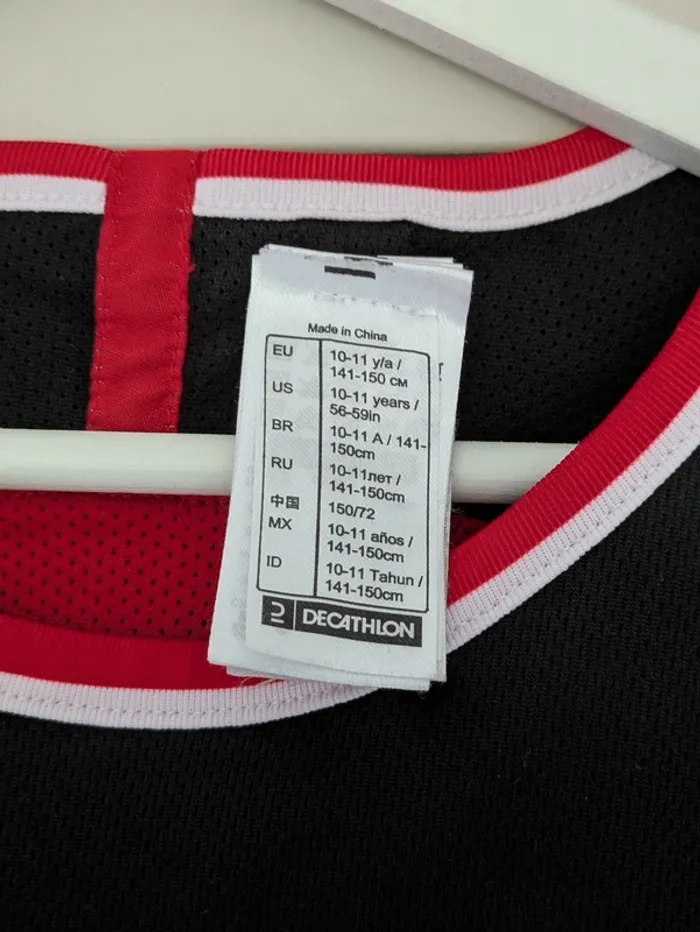 Made in China
EU 10-11 y/a /
141-150 см
US 10-11 years /
56-59in
BR 10-11 A / 141-
150cm
RU 10-11лет /
141-150cm
中国 150/72
MX 10-11 años /
141-150cm
ID 10-11 Tahun /
141-150cm
DECATHLON